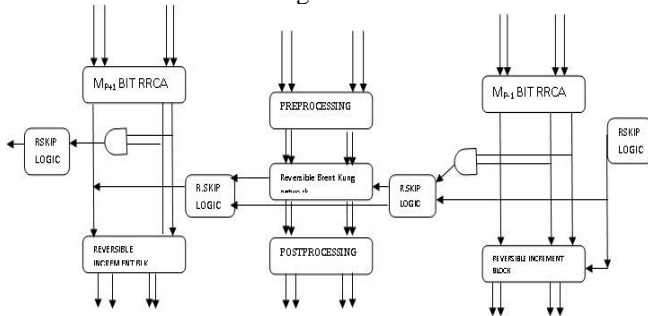 M_P+1 BIT RRCA
RSKIP
LOGIC
REVERSIBLE
INCREMENT BLK
PREPROCESSING
Reversible Brent Kung
network
POSTPROCESSING
R.SKIP
LOGIC
R.SKIP
LOGIC
M_P-1 BIT RRCA
RSKIP
LOGIC
REVERSIBLE INCREMENT
BLOCK